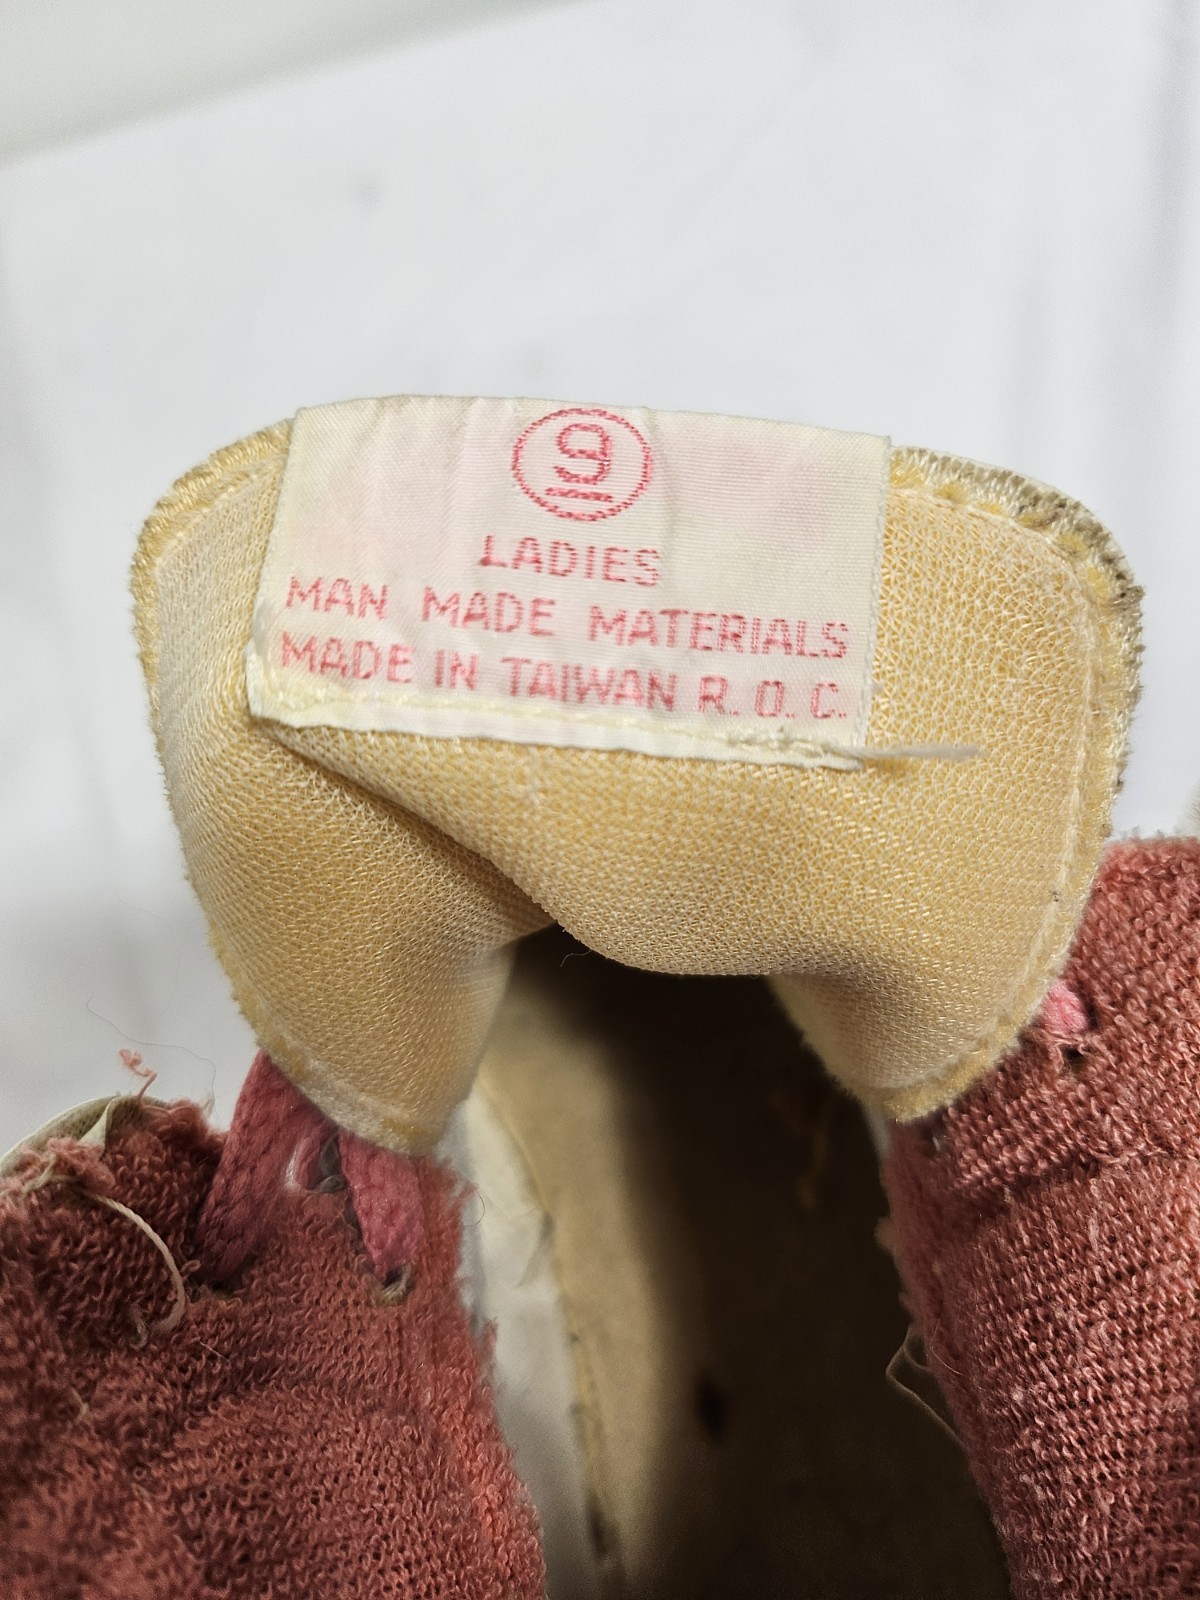 9
LADIES
MAN MADE MATERIALS
MADE IN TAIWAN R.O.C.